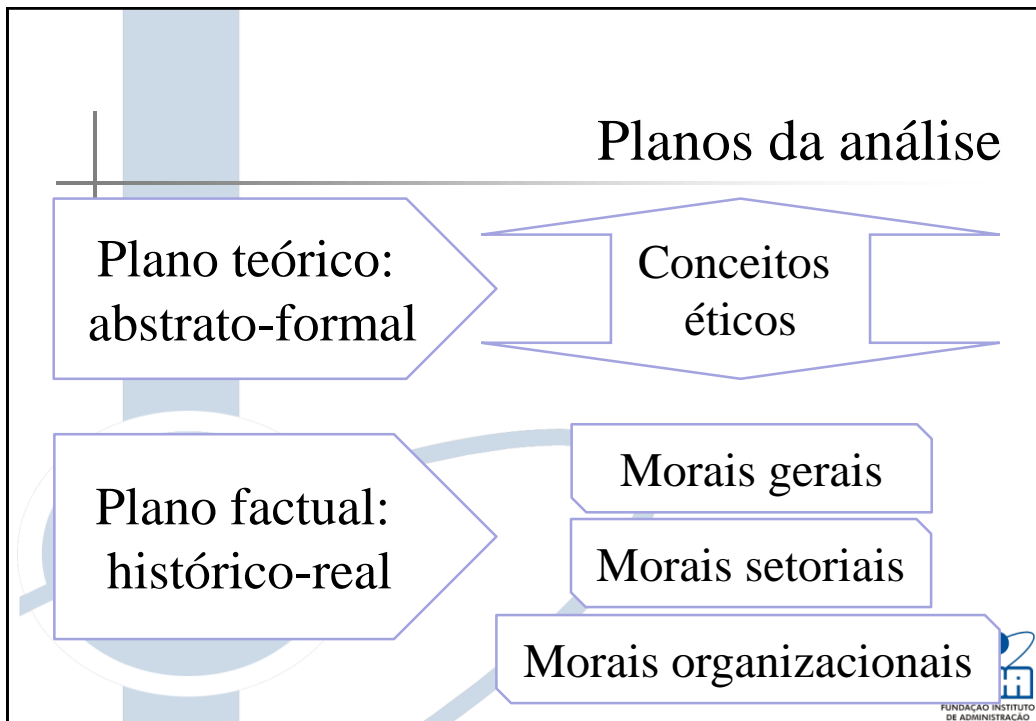 Planos da análise
Plano teórico:
abstrato-formal
Conceitos
éticos
Plano factual:
histórico-real
Morais gerais
Morais setoriais
Morais organizacionais
FUNDAÇÃO INSTITUTO
DE ADMINISTRAÇÃO